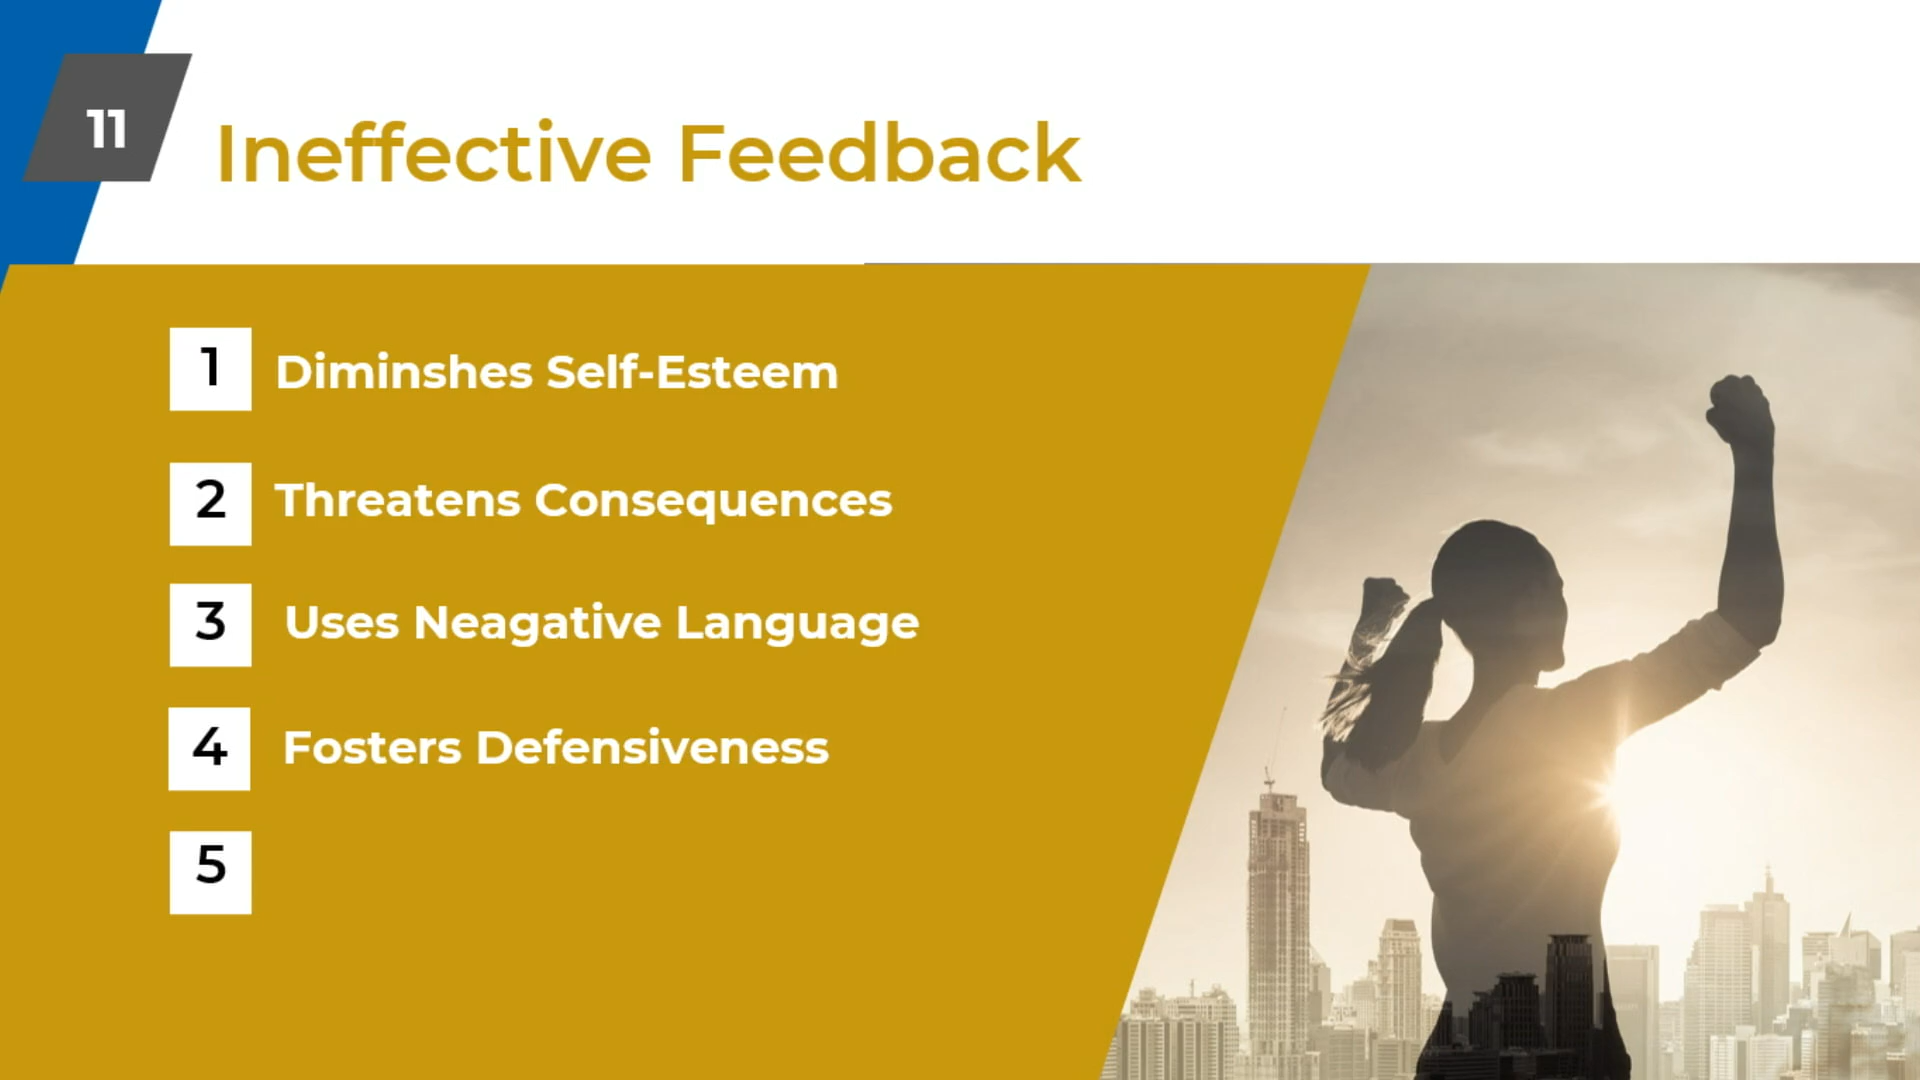 11
Ineffective Feedback
1 Diminshes Self-Esteem
2 Threatens Consequences
3 Uses Neagative Language
4 Fosters Defensiveness
5